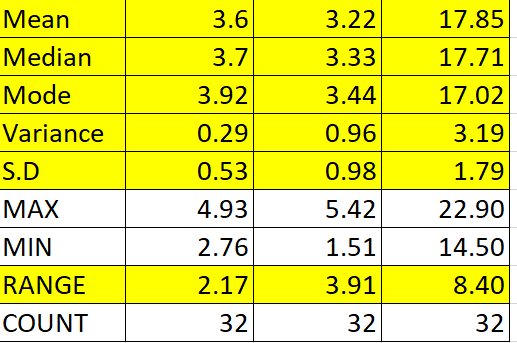 Mean 3.6 3.22 17.85
Median 3.7 3.33 17.71
Mode 3.92 3.44 17.02
Variance 0.29 0.96 3.19
S.D 0.53 0.98 1.79
MAX 4.93 5.42 22.90
MIN 2.76 1.51 14.50
RANGE 2.17 3.91 8.40
COUNT 32 32 32